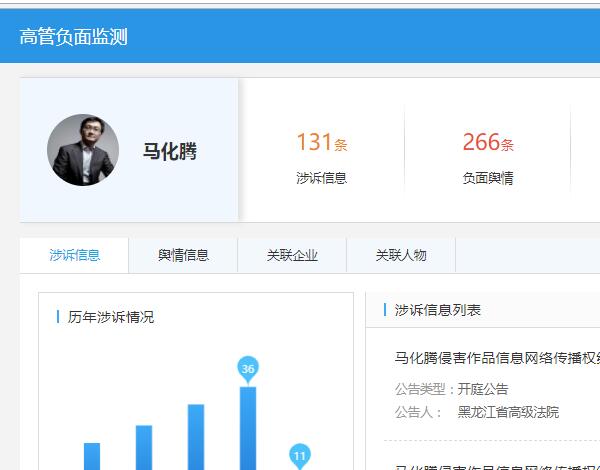 高管负面监测
马化腾
131条
涉诉信息
266条
负面舆情
涉诉信息
舆情信息
关联企业
关联人物
历年涉诉情况
36
11
涉诉信息列表
马化腾侵害作品信息网络传播权
公告类型：开庭公告
公告人：黑龙江省高级法院